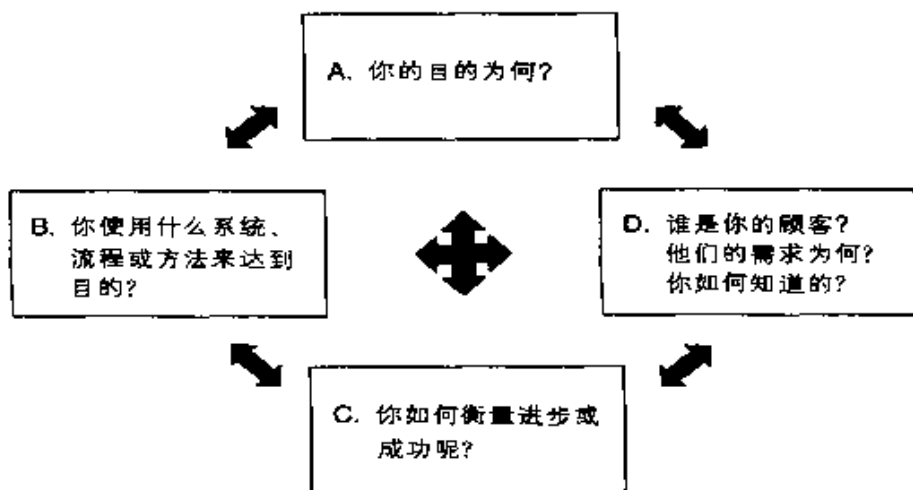 A. 你的目的为何?
B. 你使用什么系统、
流程或方法来达到
目的?
D. 谁是你的顾客?
他们的需求为何?
你如何知道的?
C. 你如何衡量进步或
成功呢?